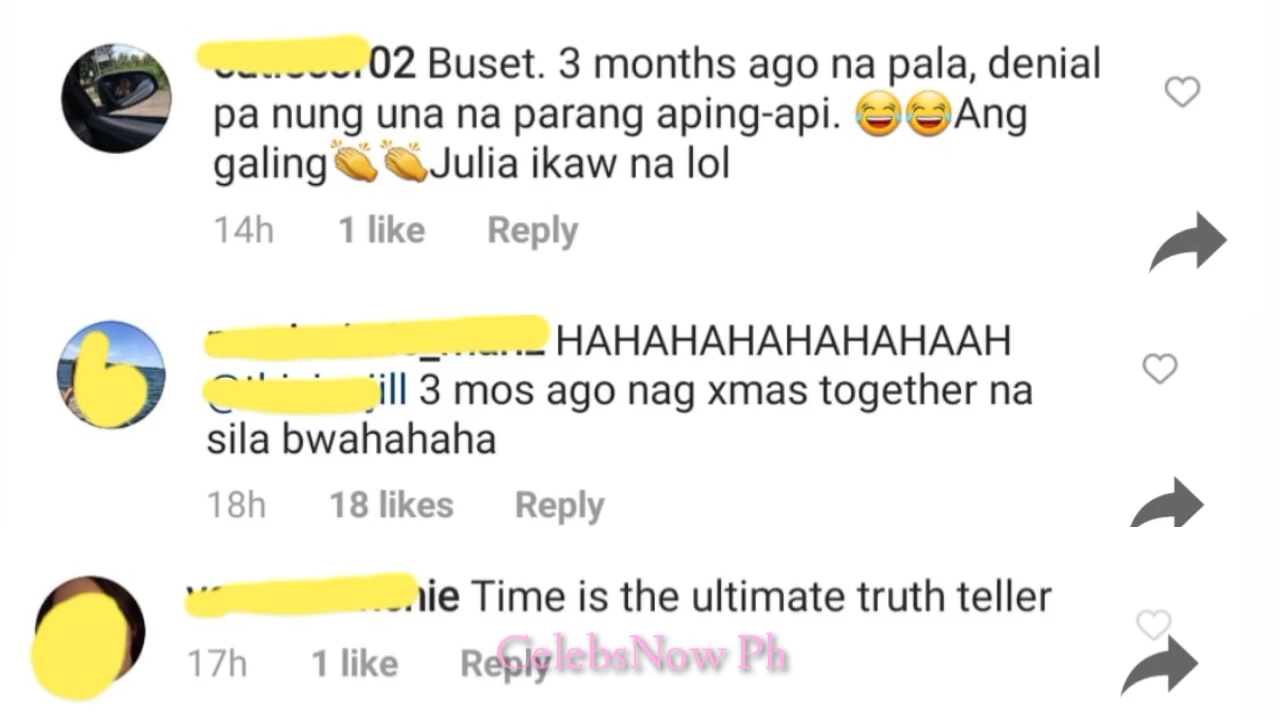 02 Buset. 3 months ago na pala, denial
pa nung una na parang aping-api. 😂😂Ang
galing👏👏Julia ikaw na lol
14h 1 like Reply
HAHAHAHAHAHAHAAH
jill 3 mos ago nag xmas together na
sila bwahahaha
18h 18 likes Reply
nie Time is the ultimate truth teller
17h 1 like Reply
CelebsNow Ph